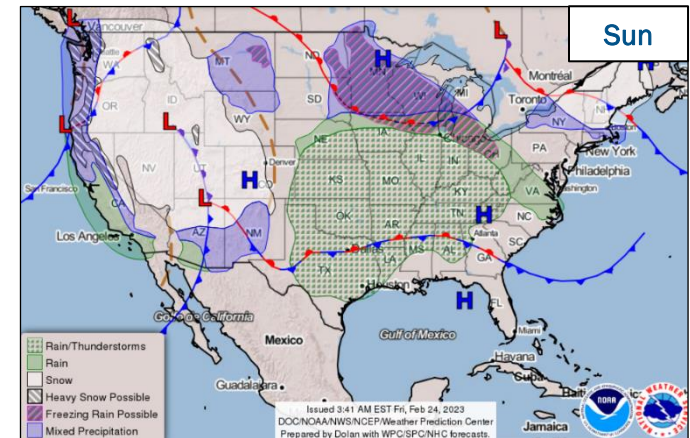 Sun
Vancouver
Seattle
WA
MT
ND
MN
OR
ID
SD
WI
MI
Montréal
Toronto
WY
NY
New York
NE
IA
PA
Philadelphia
NV
UT
Denver
CO
IL
IN
Washington
San Francisco
KS
MO
KY
VA
CA
OK
AR
TN
NC
Los Angeles
AZ
NM
Atlanta
SC
Dallas
MS
AL
GA
TX
LA
Houston
FL
Golfo de California
Mexico
Gulf of Mexico
Miami
Havana
Cuba
Guadalajara
Jamaica
H
H
H
H
H
L
L
L
L
L
Rain/Thunderstorms
Rain
Snow
Heavy Snow Possible
Freezing Rain Possible
Mixed Precipitation
Issued 3:41 AM EST Fri, Feb 24, 2023
DOC/NOAA/NWS/NCEP/Weather Prediction Center
Prepared by Dolan with WPC/SPC/NHC forecasts.
NOAA